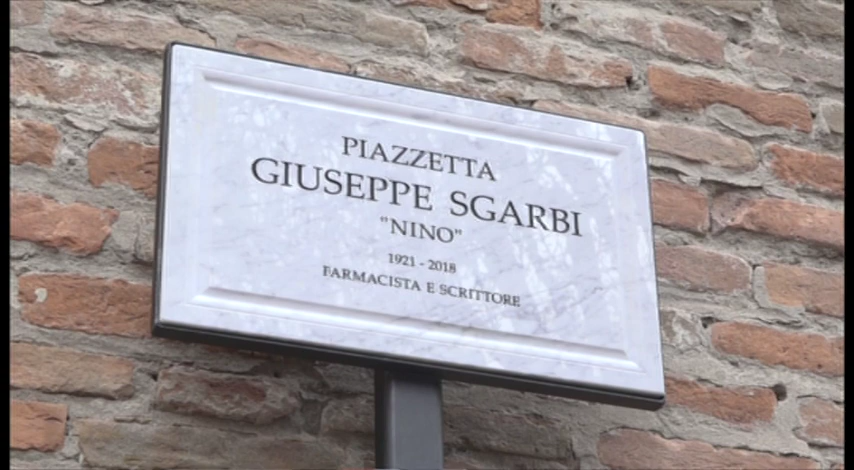 PIAZZETTA
GIUSEPPE SGARBI
"NINO"
1921 - 2018
FARMACISTA E SCRITTORE